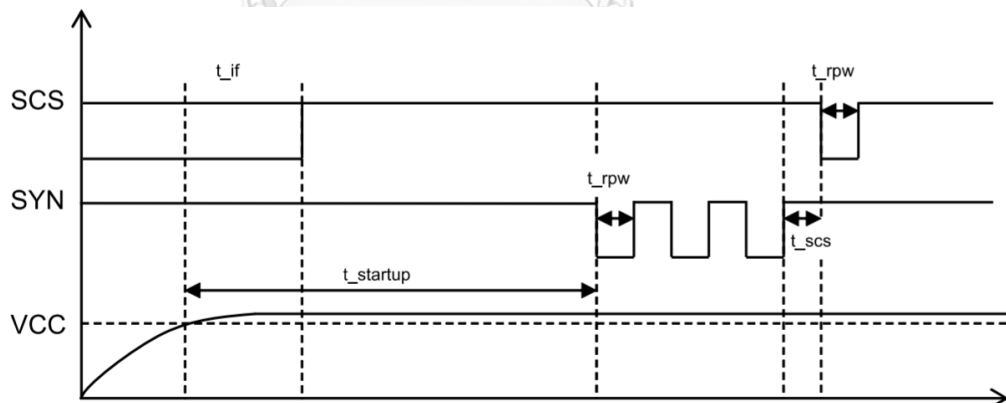 t_if
t_rpw
SCS
t_rpw
SYN
t_scs
t_startup
VCC